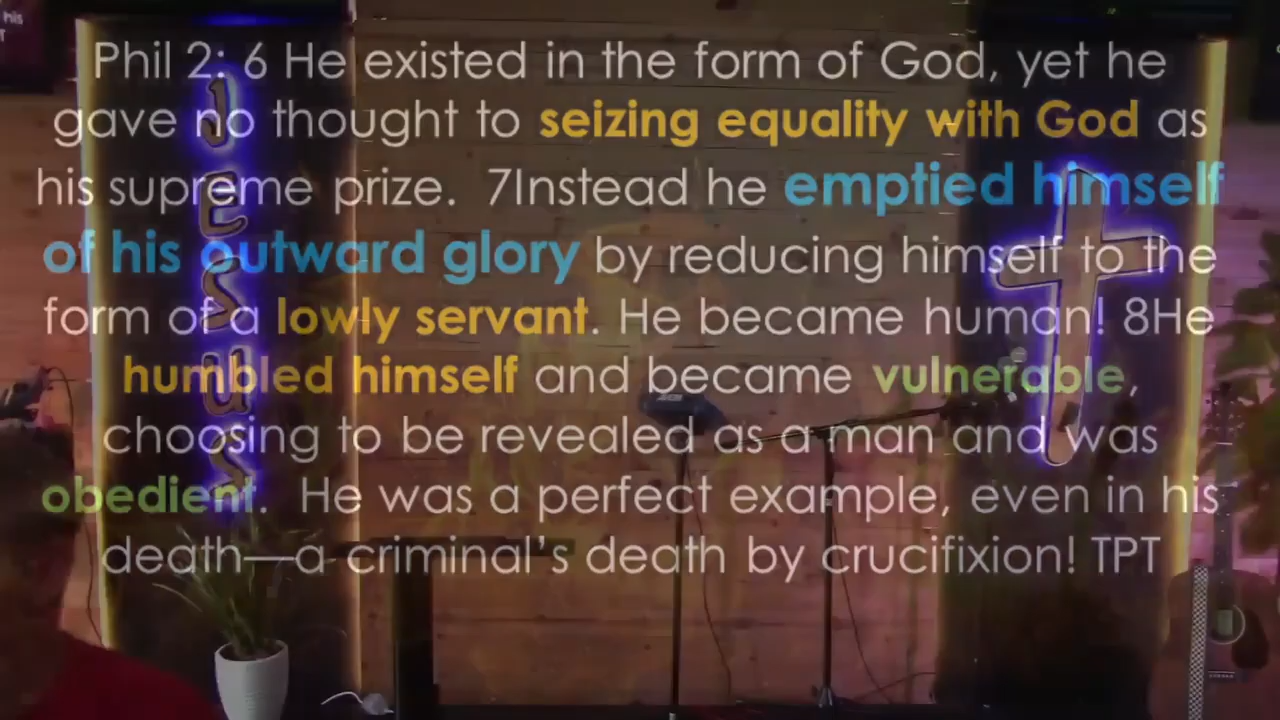 his
Phil 2: 6 He existed in the form of God, yet he
gave no thought to seizing equality with God as
his supreme prize.  7Instead he emptied himself
of his outward glory by reducing himself to the
form of a lowly servant. He became human! 8He
humbled himself and became vulnerable,
choosing to be revealed as a man and was
obedient.  He was a perfect example, even in his
death—a criminal's death by crucifixion! TPT
Jesus